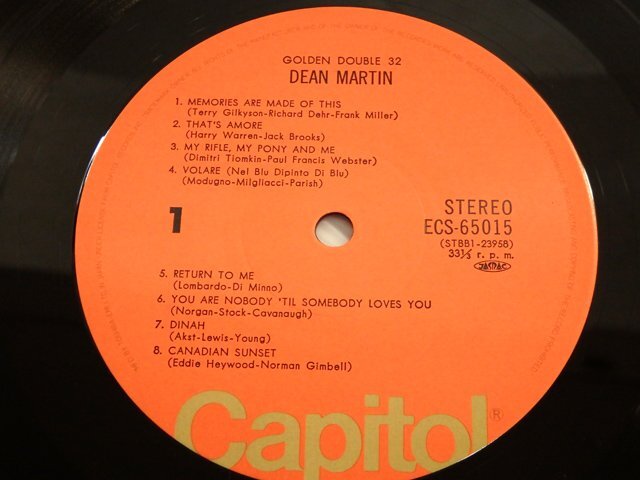 GOLDEN DOUBLE 32
DEAN MARTIN
1. MEMORIES ARE MADE OF THIS
(Terry Gilkyson-Richard Dehr-Frank Miller)
2. THAT'S AMORE
(Harry Warren-Jack Brooks)
3. MY RIFLE, MY PONY AND ME
(Dimitri Tiomkin-Paul Francis Webster)
4. VOLARE (Nel Blu Dipinto Di Blu)
(Modugno-Migliacci-Parish)
1
STEREO
ECS-65015
(STBB1-2395B)
33⅓ r. p. m.
JASRAC
5. RETURN TO ME
(Lombardo-Di Minno)
6. YOU ARE NOBODY 'TIL SOMEBODY LOVES YOU
(Norgan-Stock-Cavanaugh)
7. DINAH
(Akst-Lewis-Young)
8. CANADIAN SUNSET
(Eddie Heywood-Norman Gimbell)
Capitol®